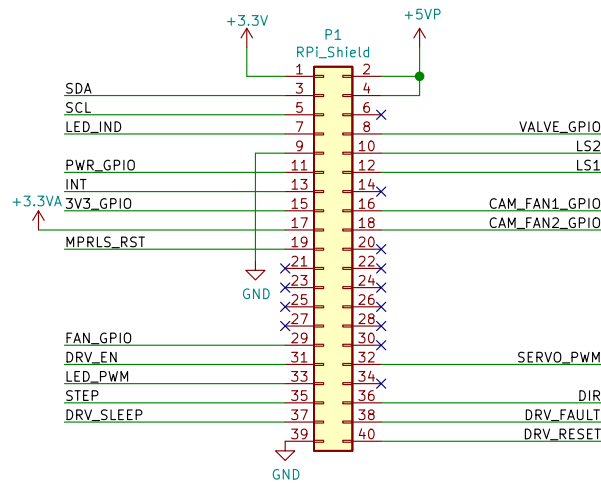 +3.3V
+5VP
P1
RPi_Shield
1 2
SDA 3 4
SCL 5 6
LED_IND 7 8 VALVE_GPIO
9 10 LS2
PWR_GPIO 11 12 LS1
INT 13 14
3V3_GPIO 15 16 CAM_FAN1_GPIO
+3.3VA 17 18 CAM_FAN2_GPIO
MPRLS_RST 19 20
21 22
23 24
GND
25 26
27 28
FAN_GPIO 29 30
DRV_EN 31 32 SERVO_PWM
LED_PWM 33 34
STEP 35 36 DIR
DRV_SLEEP 37 38 DRV_FAULT
39 40 DRV_RESET
GND